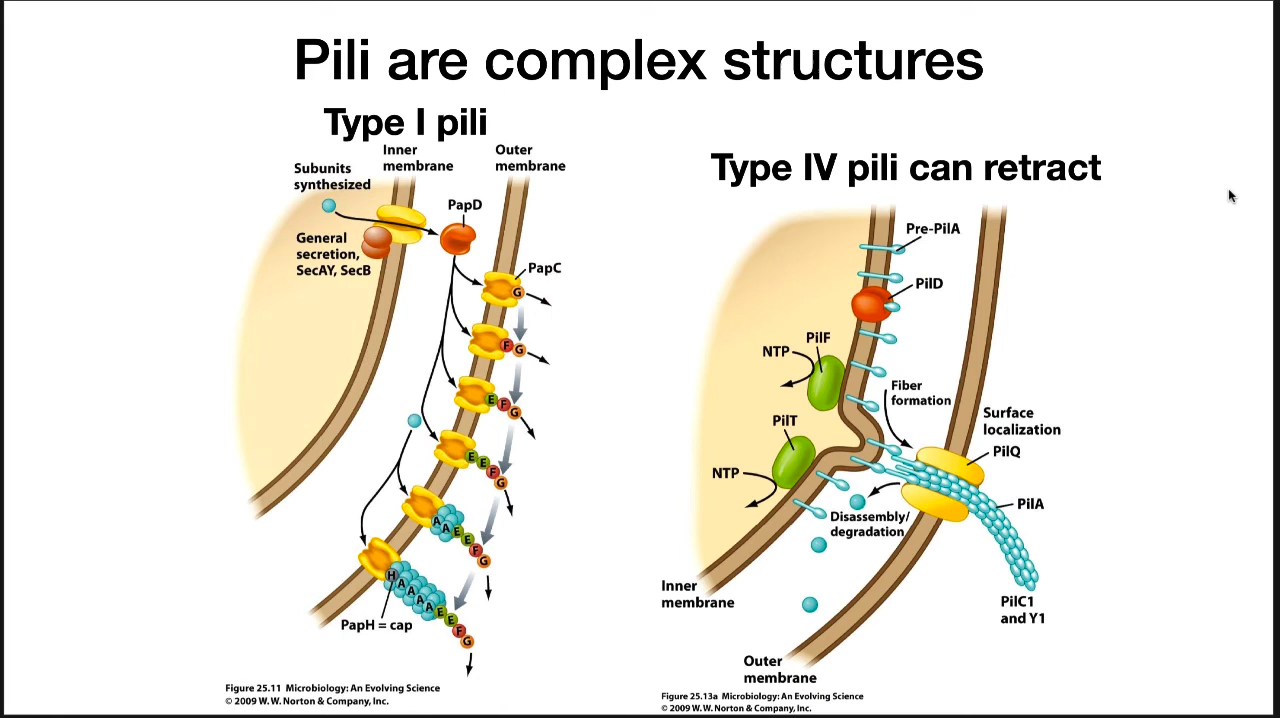 Pili are complex structures
Type I pili
Inner
membrane
Outer
membrane
Subunits
synthesized
PapD
General
secretion,
SecAY, SecB
PapC
G
F G
E F G
E E F G
A A E E F G
H A A A A E E F G
PapH = cap
Figure 25.11 Microbiology: An Evolving Science
© 2009 W. W. Norton & Company, Inc.
Type IV pili can retract
Pre-PilA
PilD
PilF
NTP
Fiber
formation
PilT
Surface
localization
PilQ
NTP
PilA
Disassembly/
degradation
Inner
membrane
PilC1
and Y1
Outer
membrane
Figure 25.13a Microbiology: An Evolving Science
© 2009 W. W. Norton & Company, Inc.